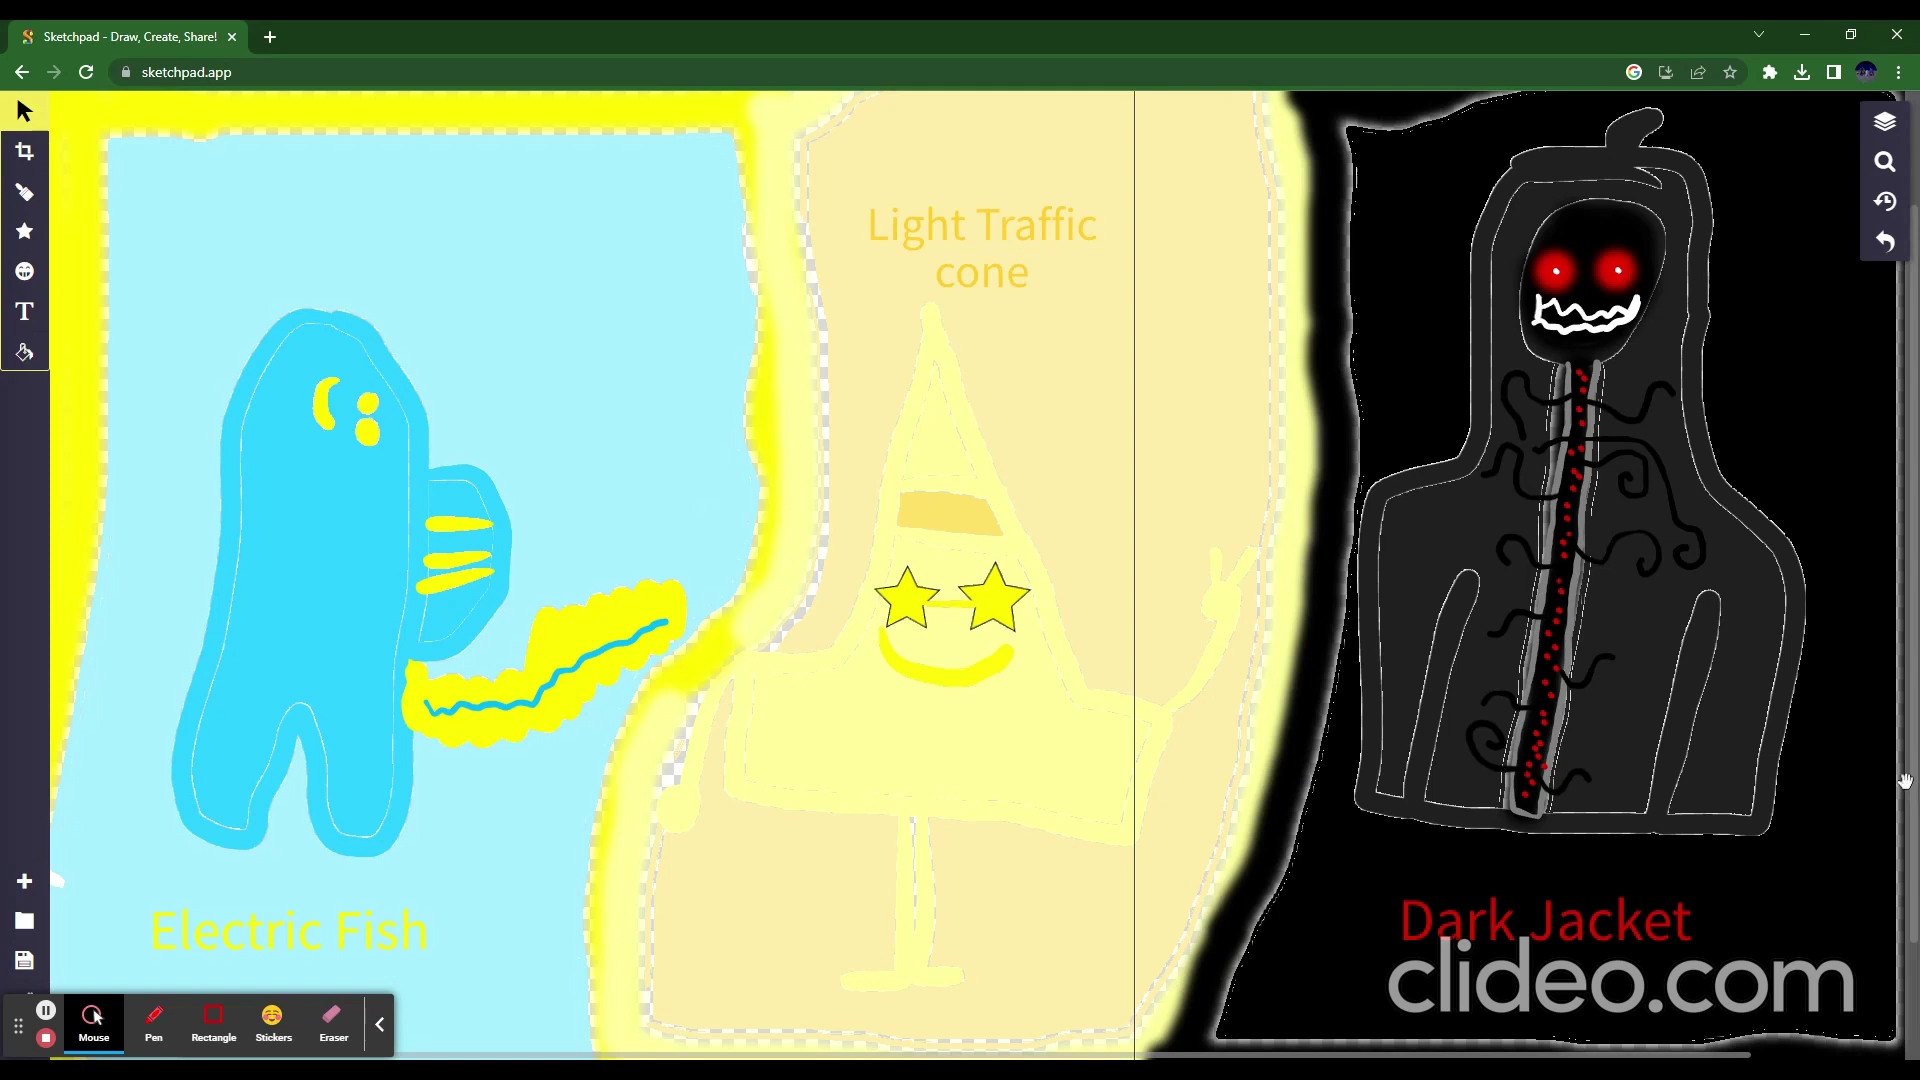 Sketchpad - Draw, Create, Share!
sketchpad.app
Light Traffic
cone
T
Electric Fish
Dark Jacket
clideo.com
Mouse
Pen
Rectangle
Stickers
Eraser